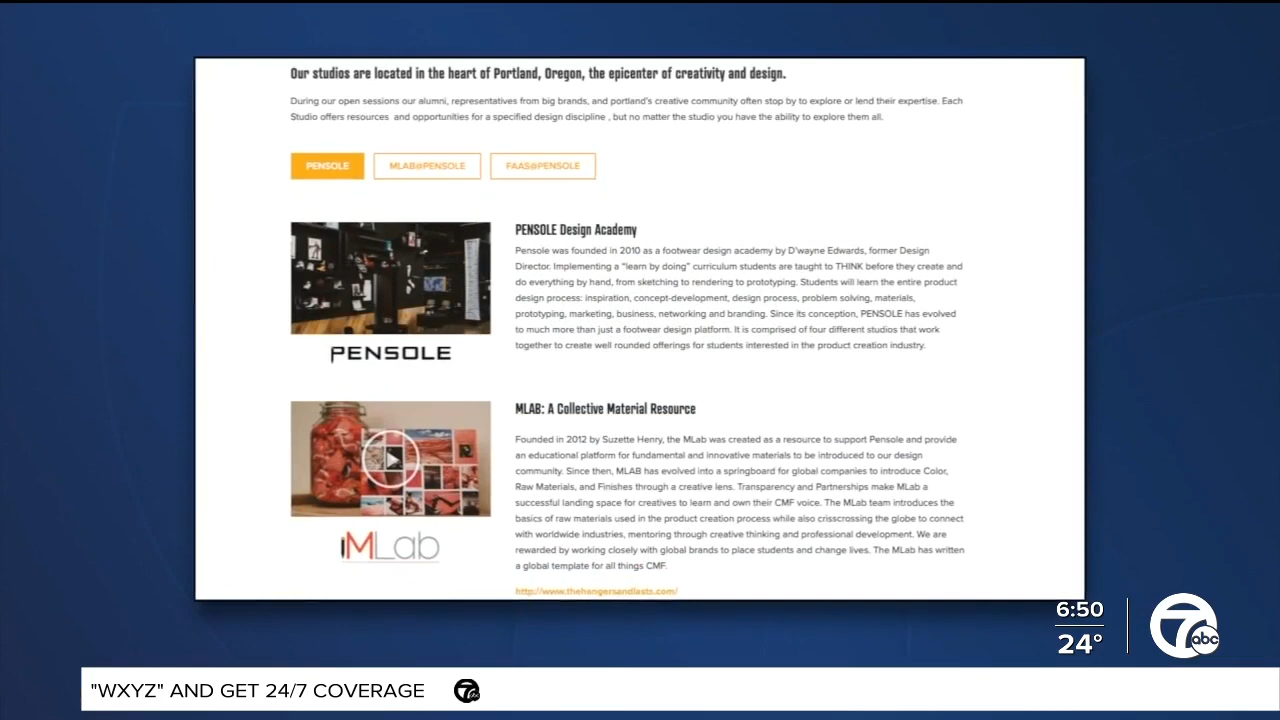 Our studios are located in the heart of Portland, Oregon, the epicenter of creativity and design.
During our open sessions our alumni, representatives from big brands, and portland's creative community often stop by to explore or lend their expertise. Each
Studio offers resources and opportunities for a specified design discipline , but no matter the studio you have the ability to explore them all.
PENSOLE
MLAB@PENSOLE
FAAS@PENSOLE
PENSOLE Design Academy
Pensole was founded in 2010 as a footwear design academy by D'wayne Edwards, former Design
Director. Implementing a "learn by doing" curriculum students are taught to THINK before they create and
do everything by hand, from sketching to rendering to prototyping. Students will learn the entire product
design process: inspiration, concept-development, design process, problem solving, materials,
prototyping, marketing, business, networking and branding. Since its conception, PENSOLE has evolved
to much more than just a footwear design platform. It is comprised of four different studios that work
together to create well rounded offerings for students interested in the product creation industry.
PENSOLE
MLAB: A Collective Material Resource
Founded in 2012 by Suzette Henry, the MLab was created as a resource to support Pensole and provide
an educational platform for fundamental and innovative materials to be introduced to our design
community. Since then, MLAB has evolved into a springboard for global companies to introduce Color,
Raw Materials, and Finishes through a creative lens. Transparency and Partnerships make MLab a
successful landing space for creatives to learn and own their CMF voice. The MLab team introduces the
basics of raw materials used in the product creation process while also crisscrossing the globe to connect
with worldwide industries, mentoring through creative thinking and professional development. We are
rewarded by working closely with global brands to place students and change lives. The MLab has written
a global template for all things CMF.
iMLab
http://www.thehangersandlasts.com/
6:50
24°
7 abc
"WXYZ" AND GET 24/7 COVERAGE